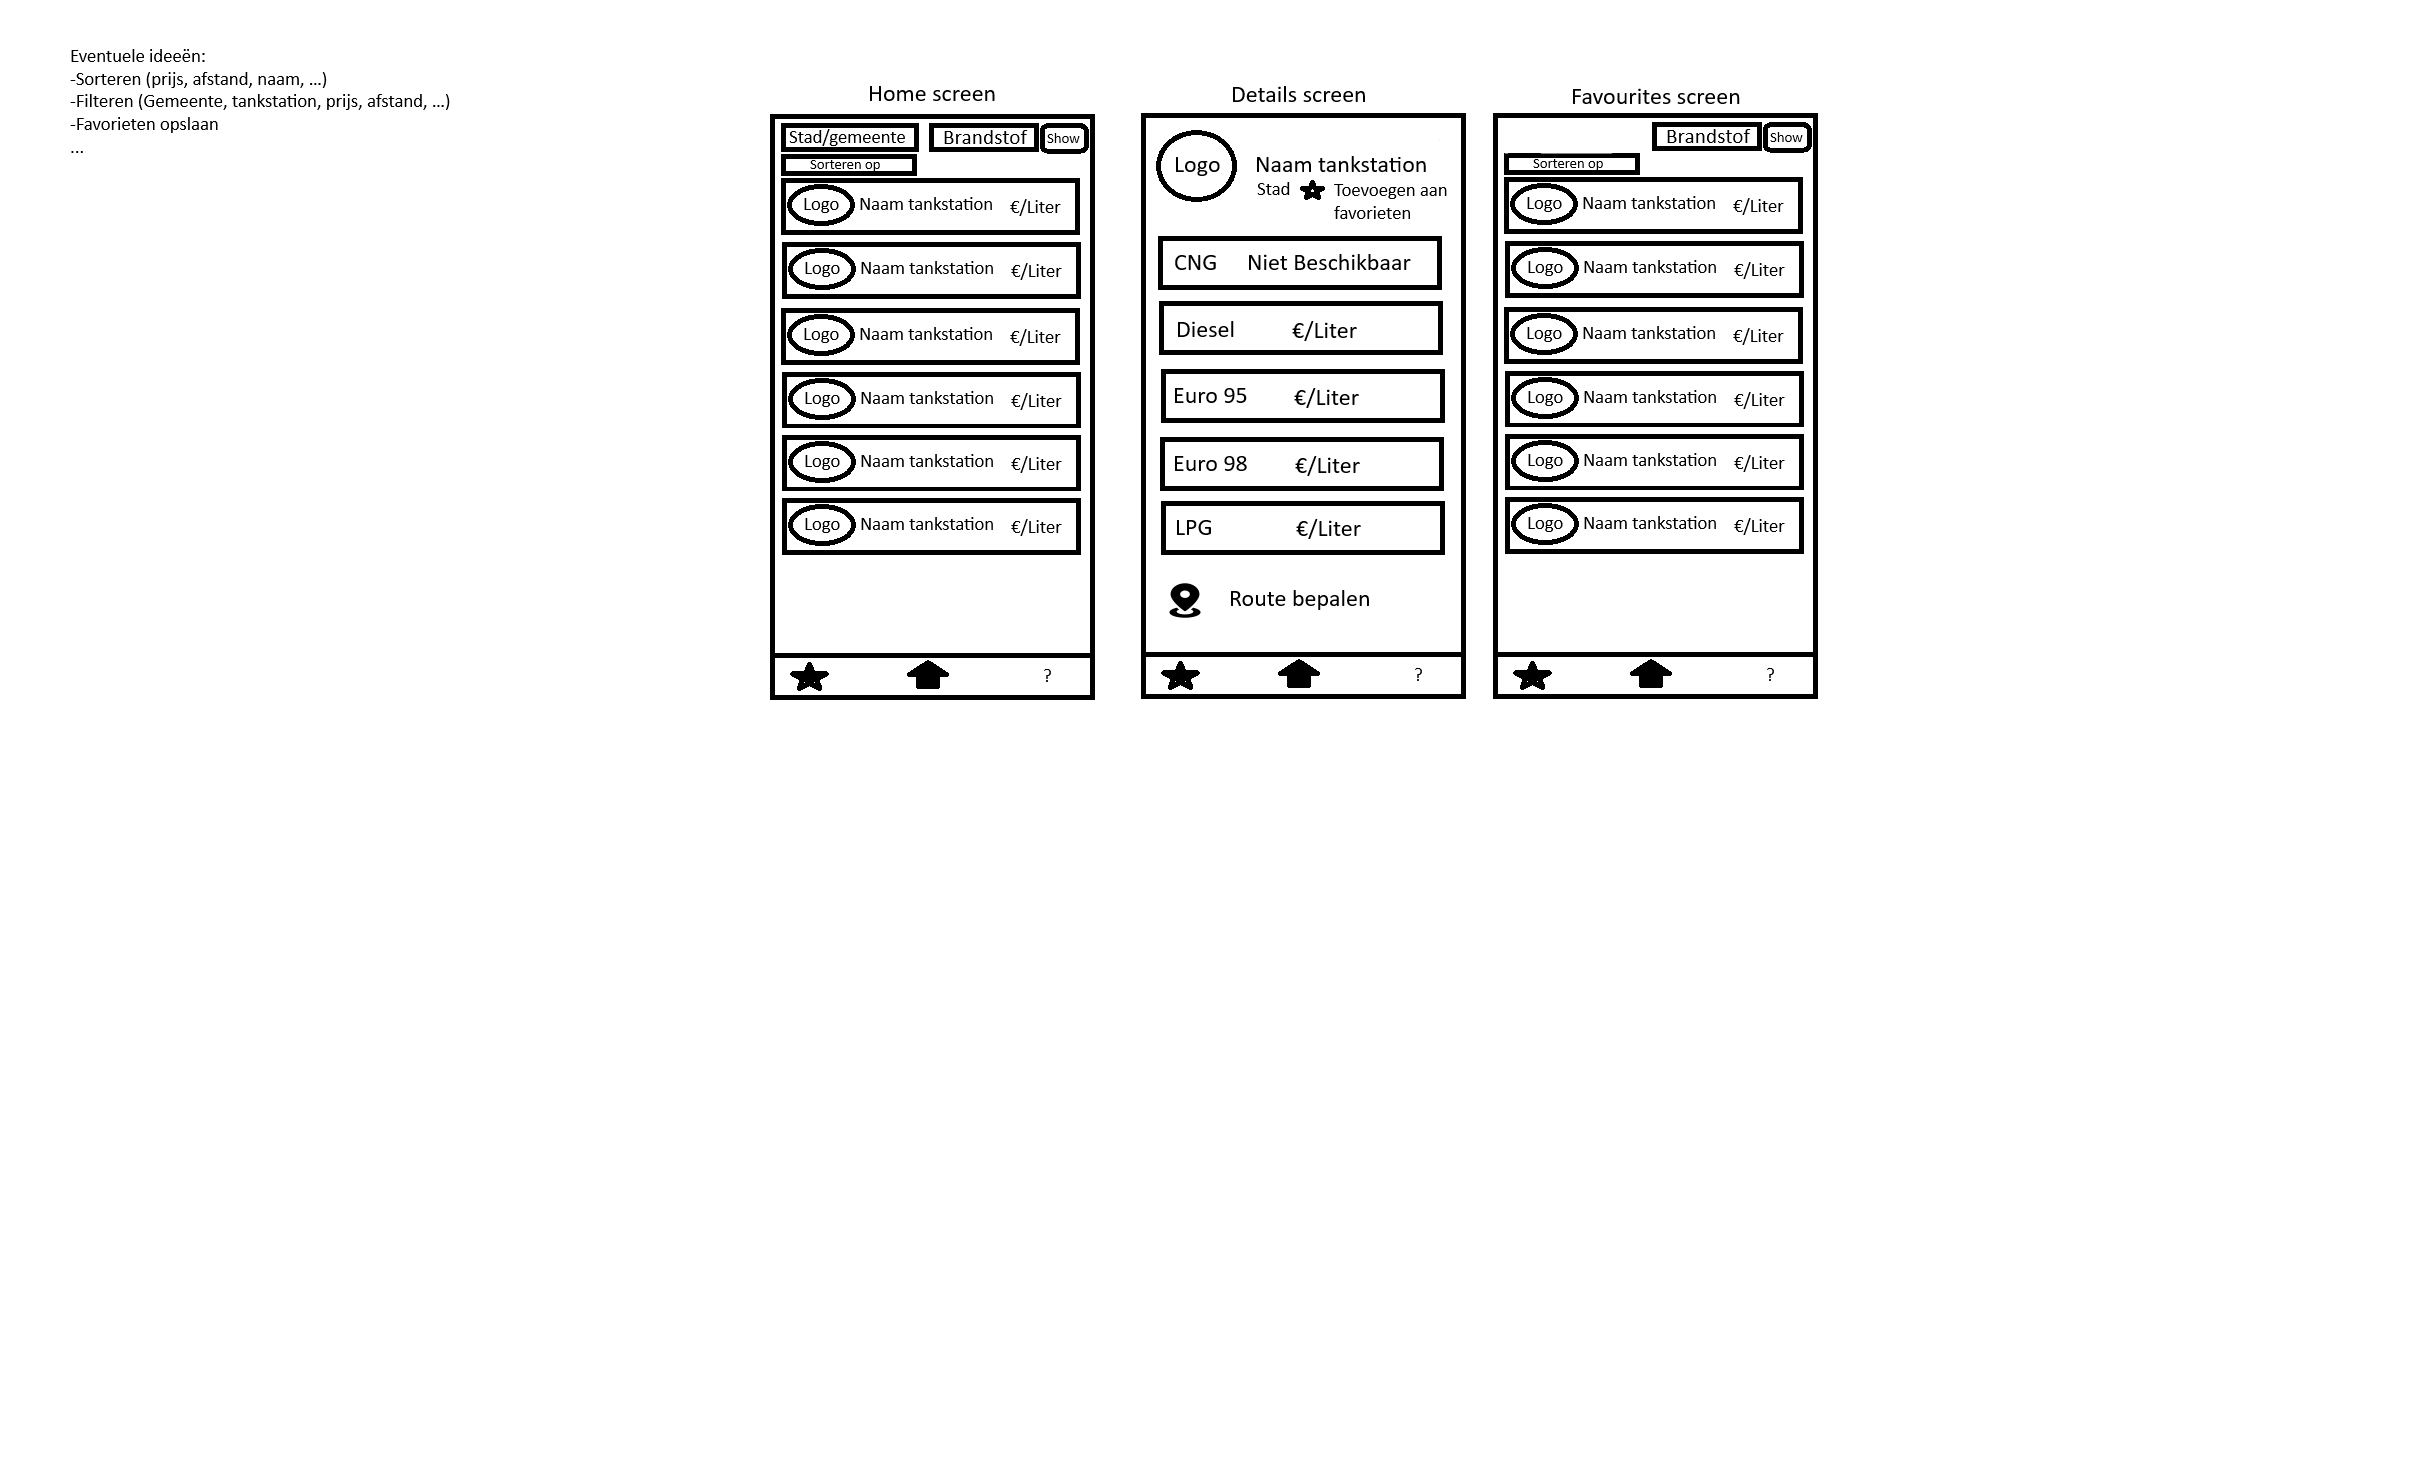 Eventuele ideeën:
-Sorteren (prijs, afstand, naam, ...)
-Filteren (Gemeente, tankstation, prijs, afstand, ...)
-Favorieten opslaan
...
Home screen
Stad/gemeente Brandstof Show
Sorteren op
Logo Naam tankstation €/Liter
Logo Naam tankstation €/Liter
Logo Naam tankstation €/Liter
Logo Naam tankstation €/Liter
Logo Naam tankstation €/Liter
Logo Naam tankstation €/Liter
?
Details screen
Logo Naam tankstation
Stad Toevoegen aan
favorieten
CNG Niet Beschikbaar
Diesel €/Liter
Euro 95 €/Liter
Euro 98 €/Liter
LPG €/Liter
Route bepalen
?
Favourites screen
Brandstof Show
Sorteren op
Logo Naam tankstation €/Liter
Logo Naam tankstation €/Liter
Logo Naam tankstation €/Liter
Logo Naam tankstation €/Liter
Logo Naam tankstation €/Liter
Logo Naam tankstation €/Liter
?